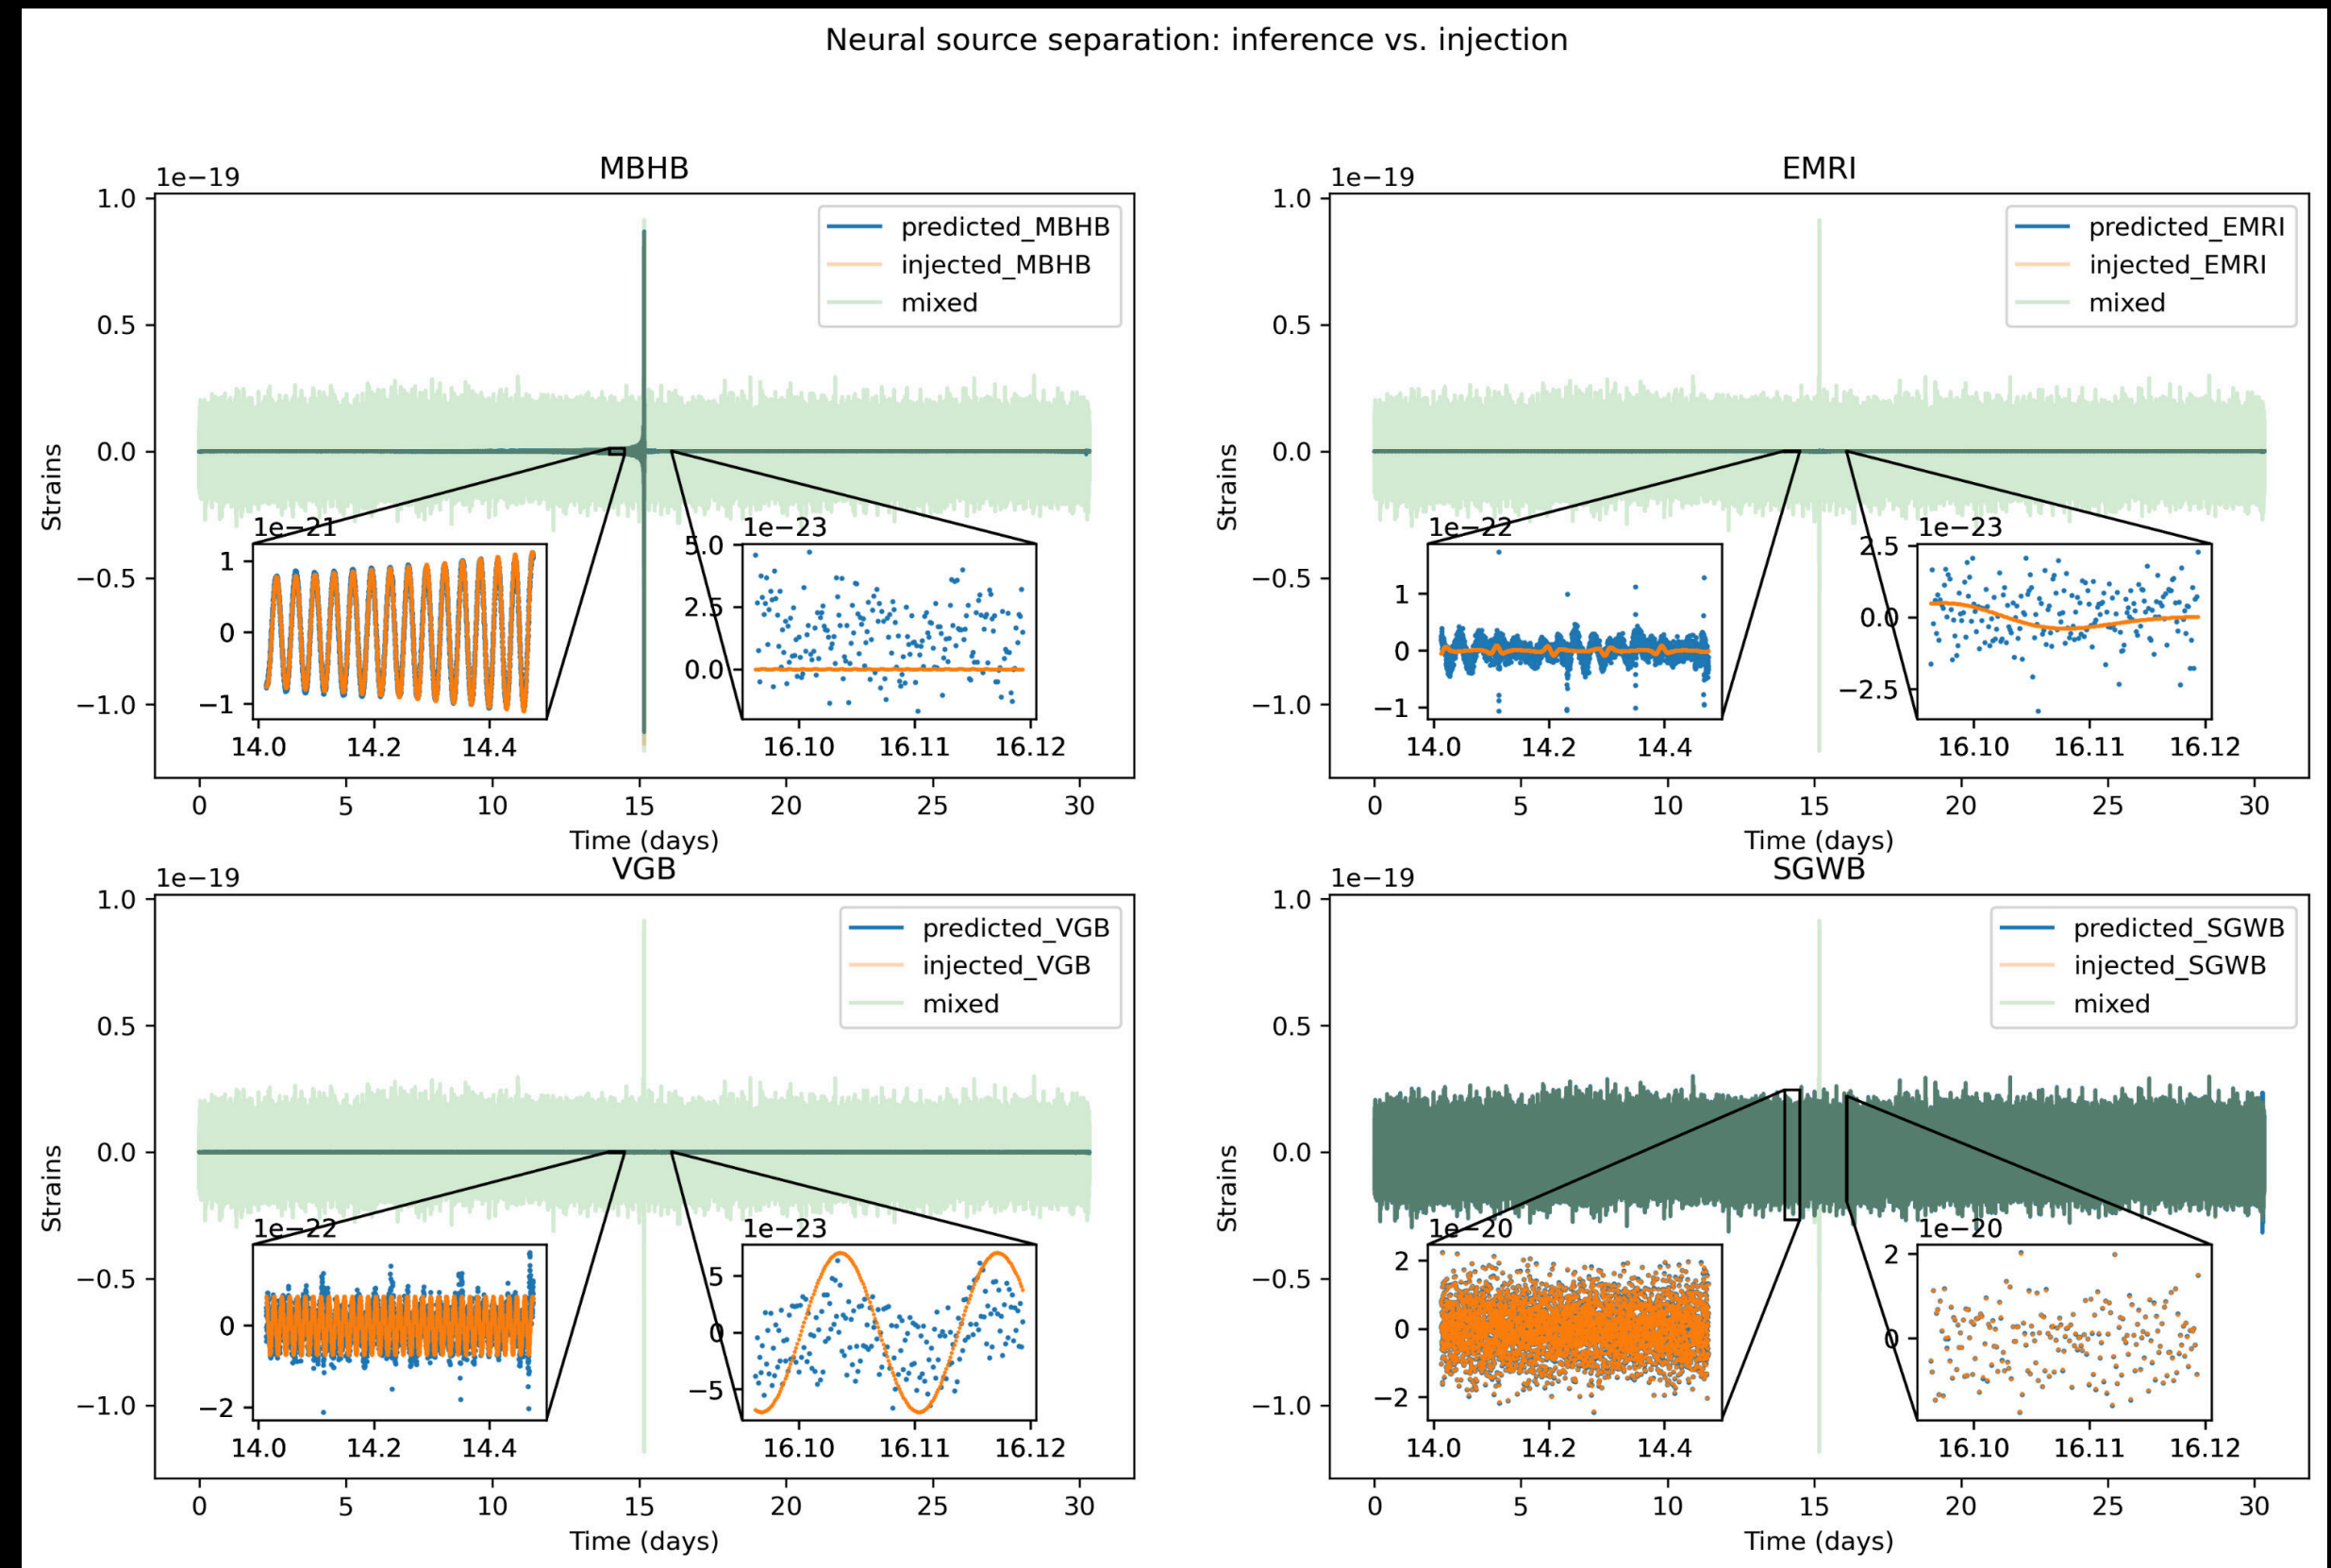 Neural source separation: inference vs. injection
MBHB
1e−19
1.0
0.5
0.0
−0.5
−1.0
Strains
predicted_MBHB
injected_MBHB
mixed
1e−21
1
0
−1
14.0 14.2 14.4
1e−23
5.0
2.5
0.0
16.10 16.11 16.12
0 5 10 15 20 25 30
Time (days)
EMRI
1e−19
1.0
0.5
0.0
−0.5
−1.0
Strains
predicted_EMRI
injected_EMRI
mixed
1e−22
1
0
−1
14.0 14.2 14.4
1e−23
2.5
0.0
−2.5
16.10 16.11 16.12
0 5 10 15 20 25 30
Time (days)
VGB
1e−19
1.0
0.5
0.0
−0.5
−1.0
Strains
predicted_VGB
injected_VGB
mixed
1e−22
0
−2
14.0 14.2 14.4
1e−23
5
0
−5
16.10 16.11 16.12
0 5 10 15 20 25 30
Time (days)
SGWB
1e−19
1.0
0.5
0.0
−0.5
−1.0
Strains
predicted_SGWB
injected_SGWB
mixed
1e−20
2
0
−2
14.0 14.2 14.4
1e−20
2
0
16.10 16.11 16.12
0 5 10 15 20 25 30
Time (days)